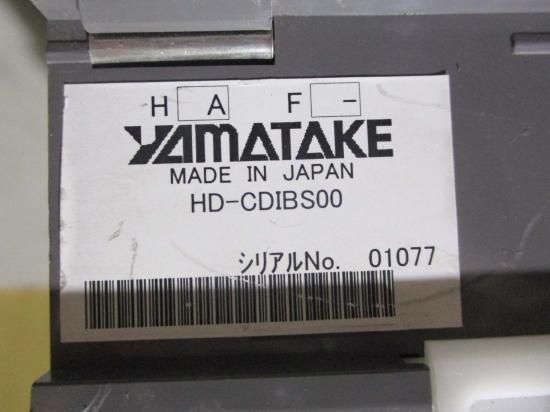 H A F -
YAMATAKE
MADE IN JAPAN
HD-CDIBS00
シリアルNo. 01077